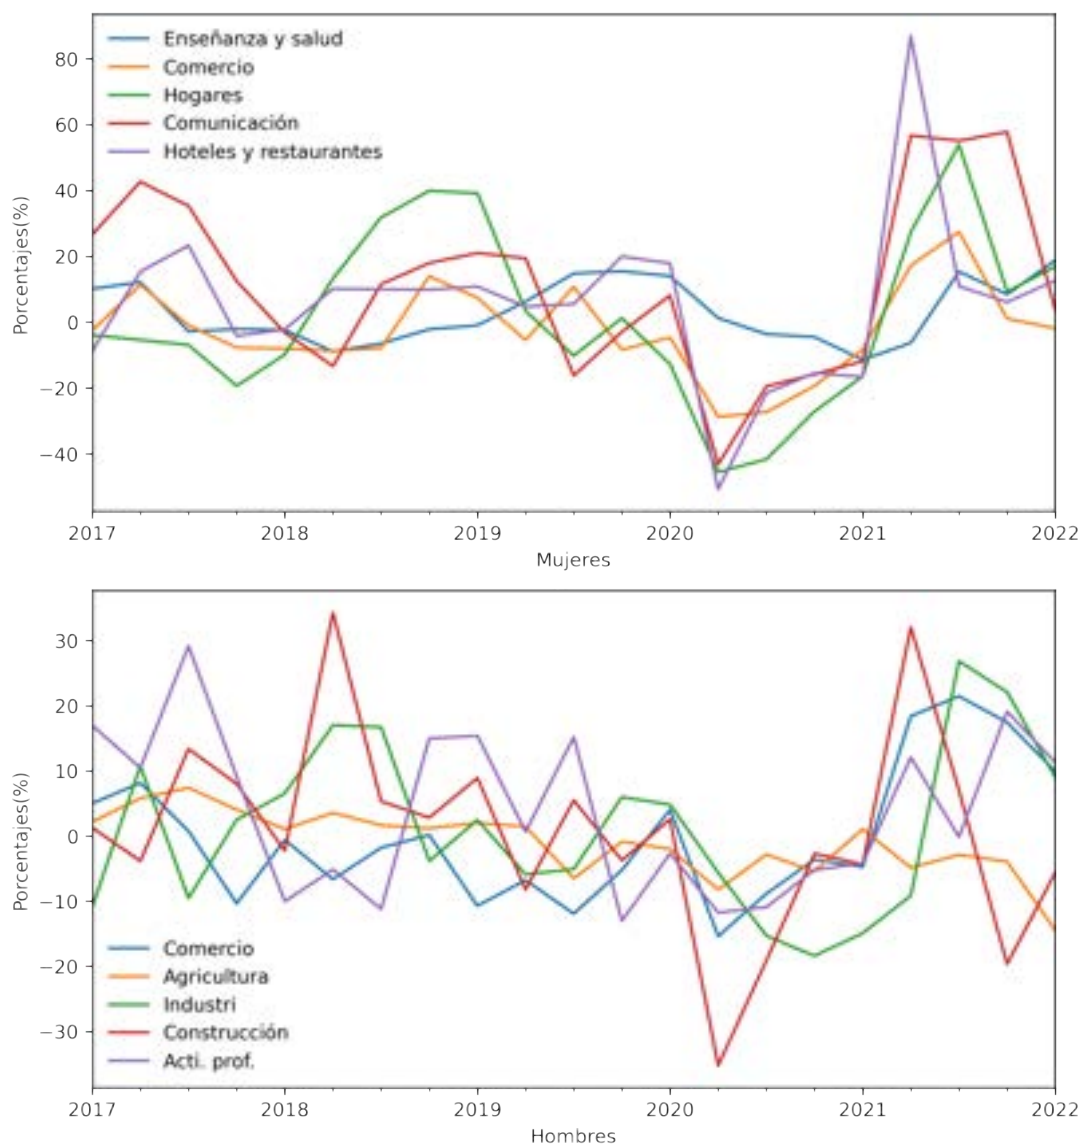 Enseñanza y salud
Comercio
Hogares
Comunicación
Hoteles y restaurantes
80
60
40
20
0
−20
−40
Porcentajes(%)
2017 2018 2019 2020 2021 2022
Mujeres
30
20
10
0
−10
−20
−30
Porcentajes(%)
Comercio
Agricultura
Industri
Construcción
Acti. prof.
2017 2018 2019 2020 2021 2022
Hombres